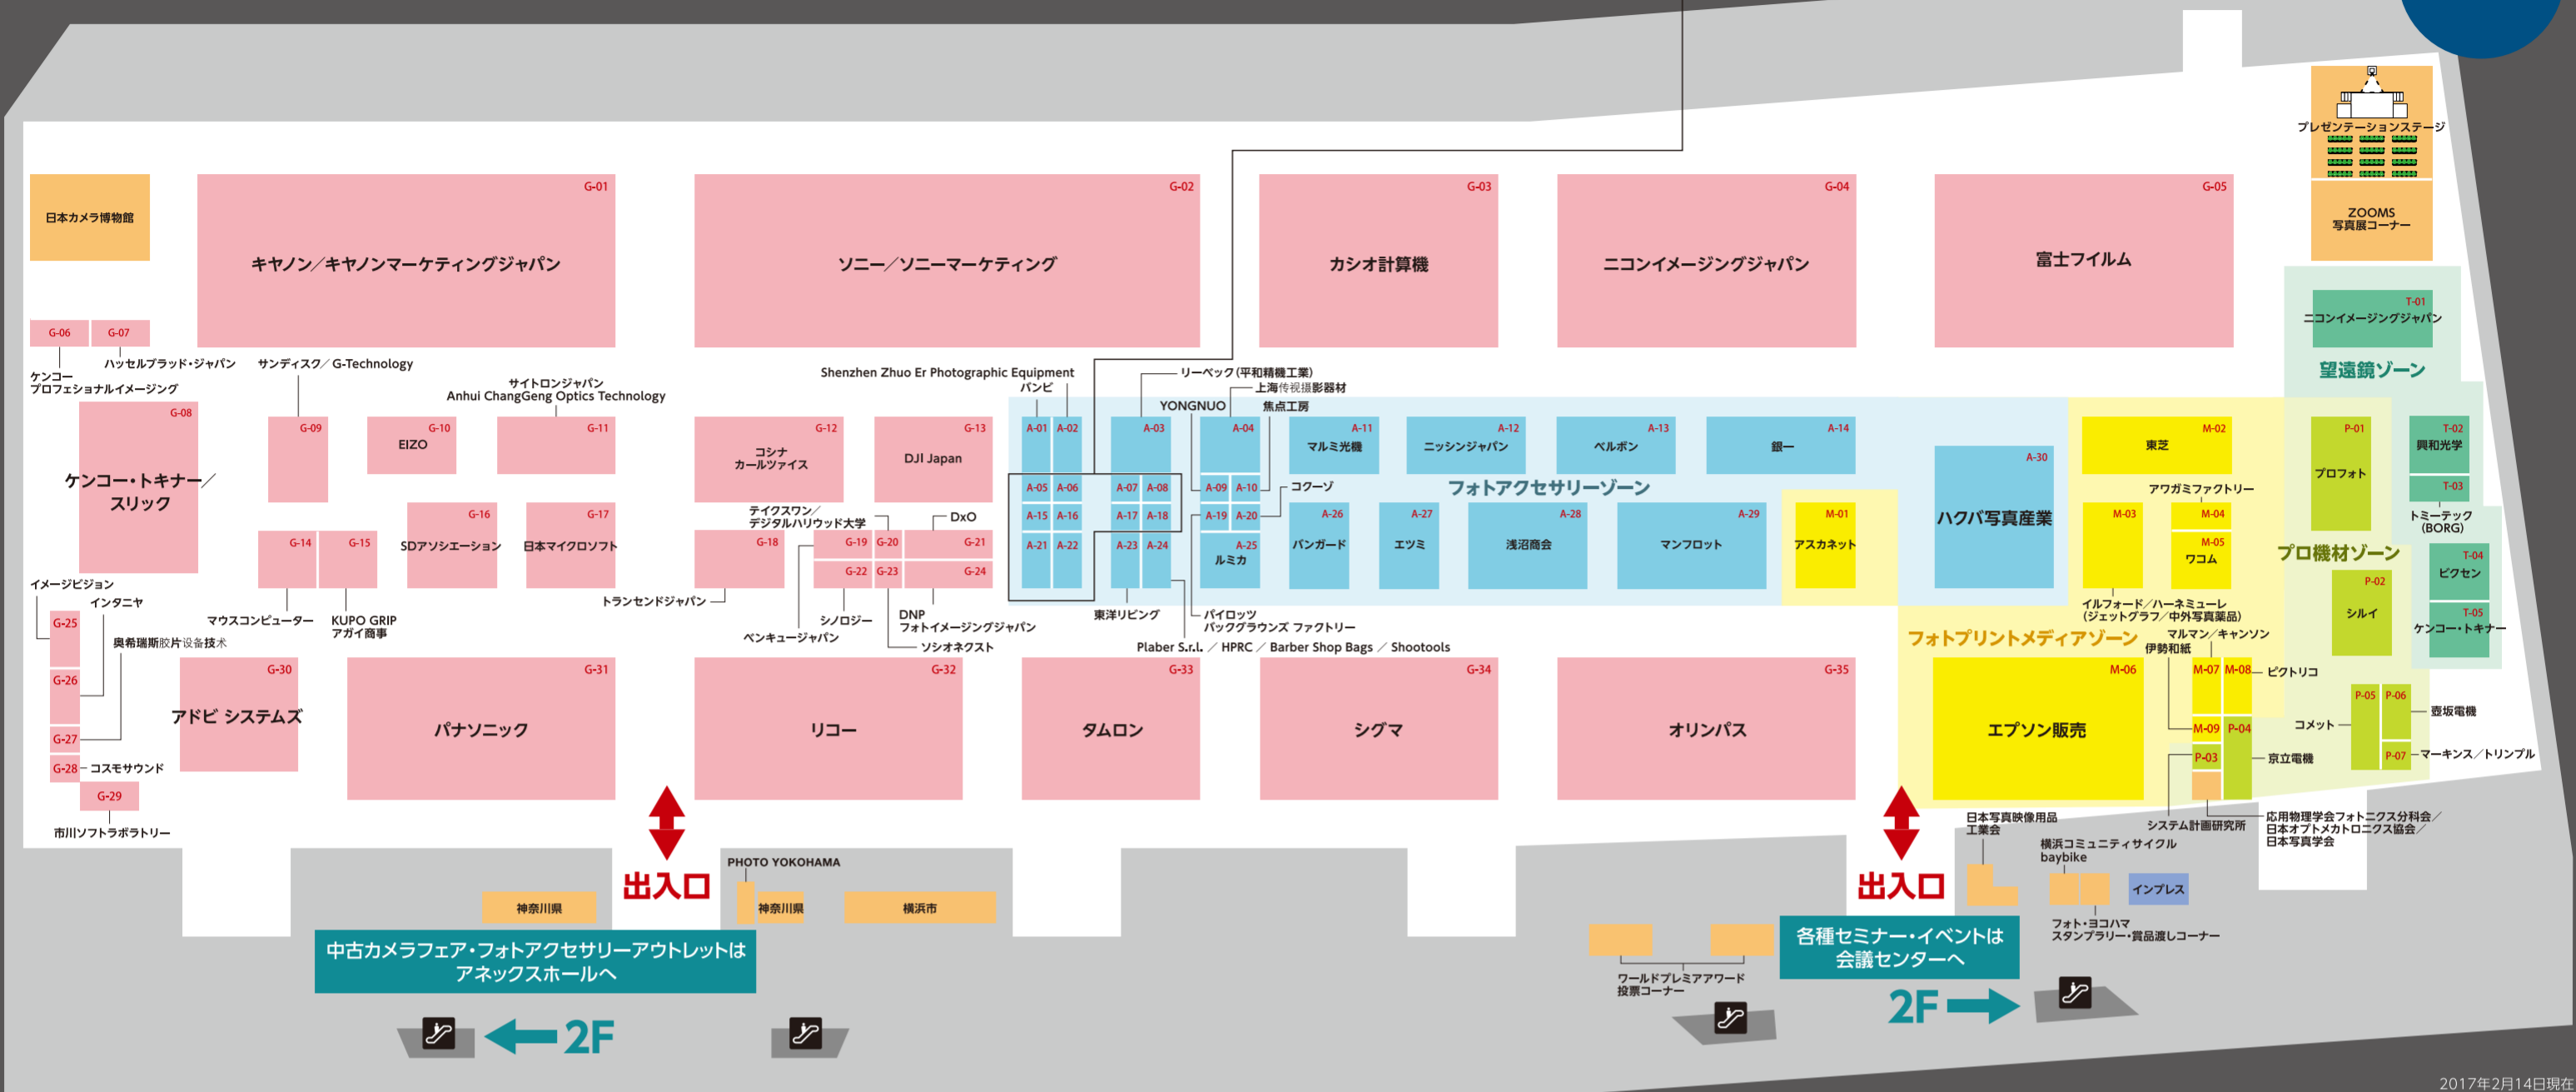 プレゼンテーションステージ
ZOOMS
写真展コーナー
日本カメラ博物館
G-01
キヤノン／キヤノンマーケティングジャパン
G-02
ソニー／ソニーマーケティング
G-03
カシオ計算機
G-04
ニコンイメージングジャパン
G-05
富士フイルム
T-01
ニコンイメージングジャパン
望遠鏡ゾーン
G-06
G-07
ケンコー
プロフェショナルイメージング
ハッセルブラッド・ジャパン
サンディスク／G-Technology
サイトロンジャパン
Anhui ChangGeng Optics Technology
G-08
ケンコー・トキナー／
スリック
G-09
G-10
EIZO
G-11
G-12
コシナ
カールツァイス
G-13
DJI Japan
G-14
G-15
G-16
SDアソシエーション
G-17
日本マイクロソフト
マウスコンピューター
KUPO GRIP
アガイ商事
テイクスワン／
デジタルハリウッド大学
DxO
G-18
G-19
G-20
G-21
G-22
G-23
G-24
トランセンドジャパン
ベンキュージャパン
シノロジー
DNP
フォトイメージングジャパン
ソシオネクスト
Shenzhen Zhuo Er Photographic Equipment
バンビ
リーベック(平和精機工業)
上海传视摄影器材
YONGNUO
焦点工房
A-01
A-02
A-03
A-04
A-05
A-06
A-07
A-08
A-09
A-10
A-15
A-16
A-17
A-18
A-19
A-20
A-21
A-22
A-23
A-24
A-25
ルミカ
コクーゾ
A-11
マルミ光機
A-12
ニッシンジャパン
A-13
ベルボン
A-14
銀一
フォトアクセサリーゾーン
A-26
バンガード
A-27
エツミ
A-28
浅沼商会
A-29
マンフロット
M-01
アスカネット
A-30
ハクバ写真産業
東洋リビング
パイロッツ
バックグラウンズ ファクトリー
Plaber S.r.l. ／ HPRC ／ Barber Shop Bags ／ Shootools
M-02
東芝
アワガミファクトリー
M-03
M-04
M-05
ワコム
イルフォード／ハーネミューレ
(ジェットグラフ／中外写真薬品)
フォトプリントメディアゾーン
マルマン／キャンソン
伊勢和紙
P-01
プロフォト
プロ機材ゾーン
P-02
シルイ
T-02
興和光学
T-03
トミーテック
(BORG)
T-04
ビクセン
T-05
ケンコー・トキナー
イメージビジョン
インタニヤ
奥希瑞斯胶片设备技术
G-25
G-26
G-27
G-28
コスモサウンド
G-29
市川ソフトラボラトリー
G-30
アドビ システムズ
G-31
パナソニック
G-32
リコー
G-33
タムロン
G-34
シグマ
G-35
オリンパス
M-06
エプソン販売
M-07
M-08
ピクトリコ
M-09
P-04
P-03
京立電機
P-05
P-06
コメット
壺坂電機
P-07
マーキンス／トリンプル
システム計画研究所
応用物理学会フォトニクス分科会／
日本オプトメカトロニクス協会／
日本写真学会
出入口
出入口
PHOTO YOKOHAMA
神奈川県
神奈川県
横浜市
中古カメラフェア・フォトアクセサリーアウトレットは
アネックスホールへ
2F
日本写真映像用品
工業会
横浜コミュニティサイクル
baybike
インプレス
フォト・ヨコハマ
スタンプラリー・賞品渡しコーナー
各種セミナー・イベントは
会議センターへ
2F
ワールドプレミアアワード
投票コーナー
2017年2月14日現在